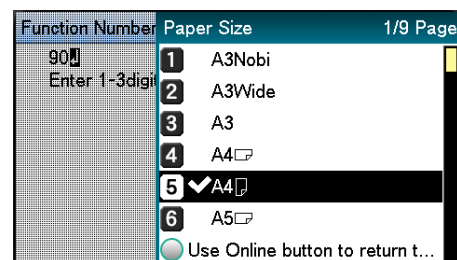 Function Number
90
Enter 1-3digi
Paper Size 1/9 Page
1 A3Nobi
2 A3Wide
3 A3
4 A4
5 A4
6 A5
Use Online button to return t...